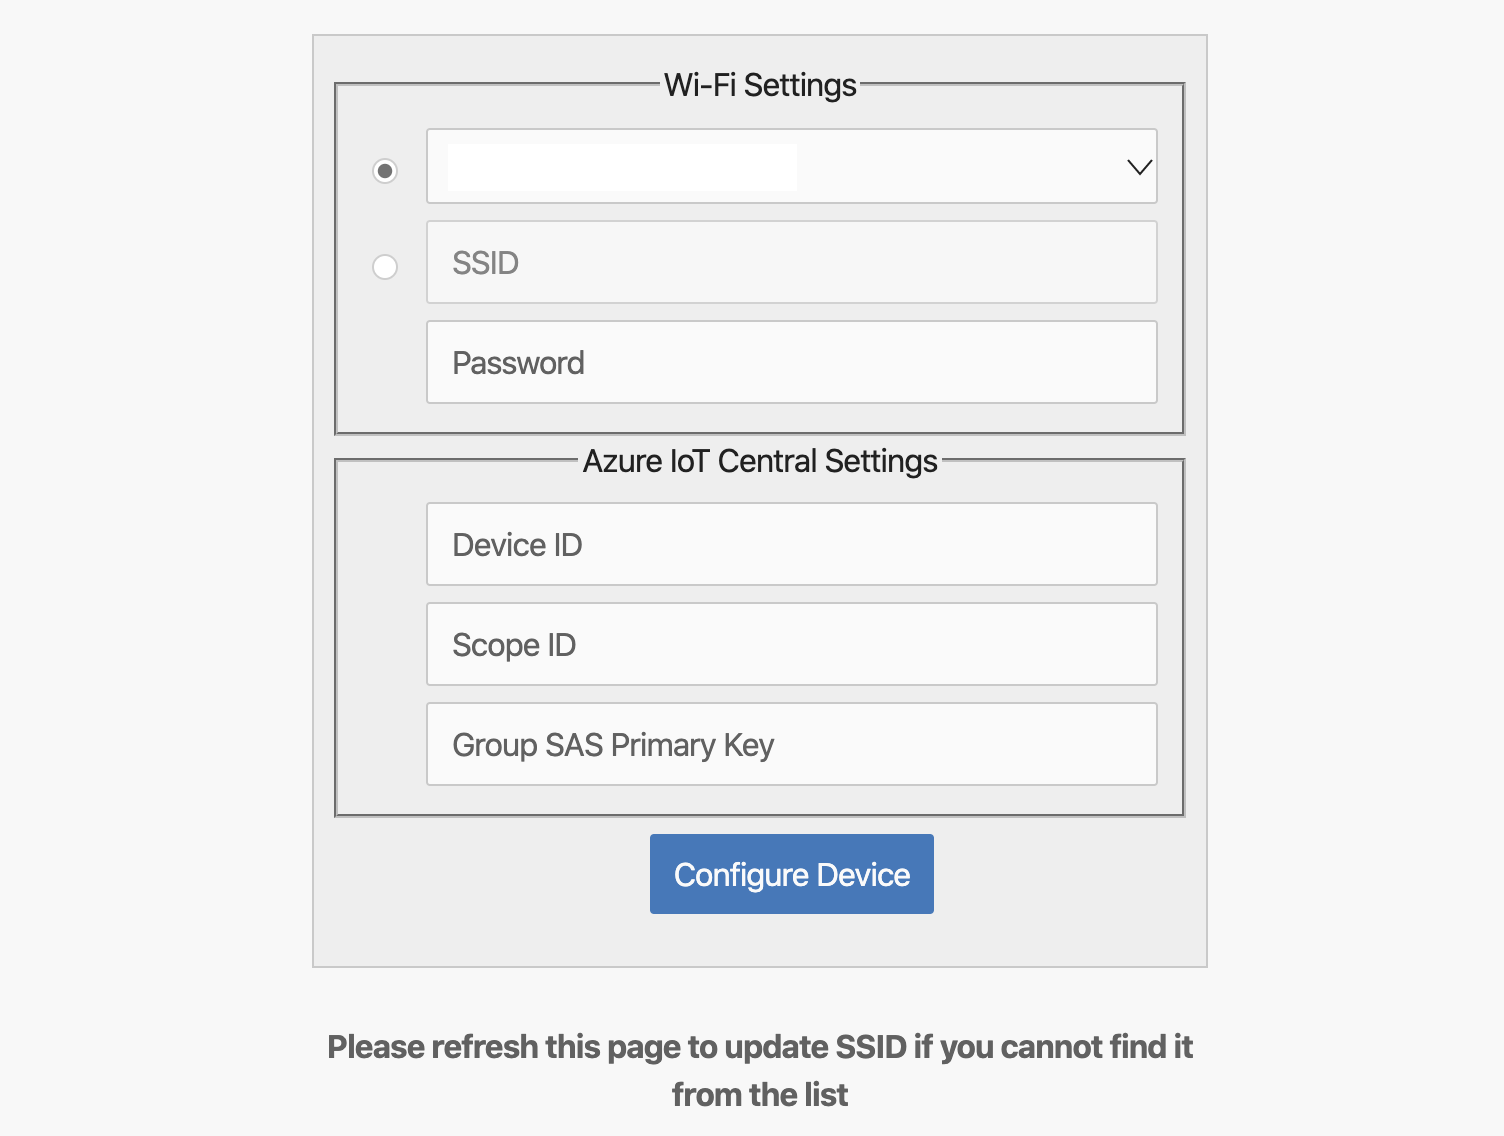 Wi-Fi Settings
SSID
Password
Azure IoT Central Settings
Device ID
Scope ID
Group SAS Primary Key
Configure Device
Please refresh this page to update SSID if you cannot find it
from the list